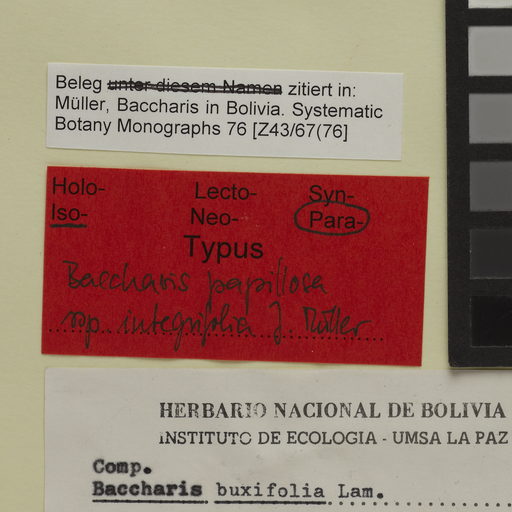 Beleg unter diesem Namen zitiert in:
Müller, Baccharis in Bolivia. Systematic
Botany Monographs 76 [Z43/67(76]
Holo- Lecto- Syn-
Iso- Neo- Para-
Typus
Baccharis papillosa
ssp. integrifolia J. Müller
HERBARIO NACIONAL DE BOLIVIA
INSTITUTO DE ECOLOGIA - UMSA LA PAZ
Comp.
Baccharis buxifolia Lam.